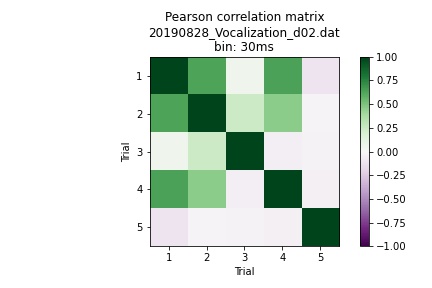 Pearson correlation matrix
20190828_Vocalization_d02.dat
bin: 30ms
Trial
1
2
3
4
5
1 2 3 4 5
Trial
1.00
0.75
0.50
0.25
0.00
−0.25
−0.50
−0.75
−1.00